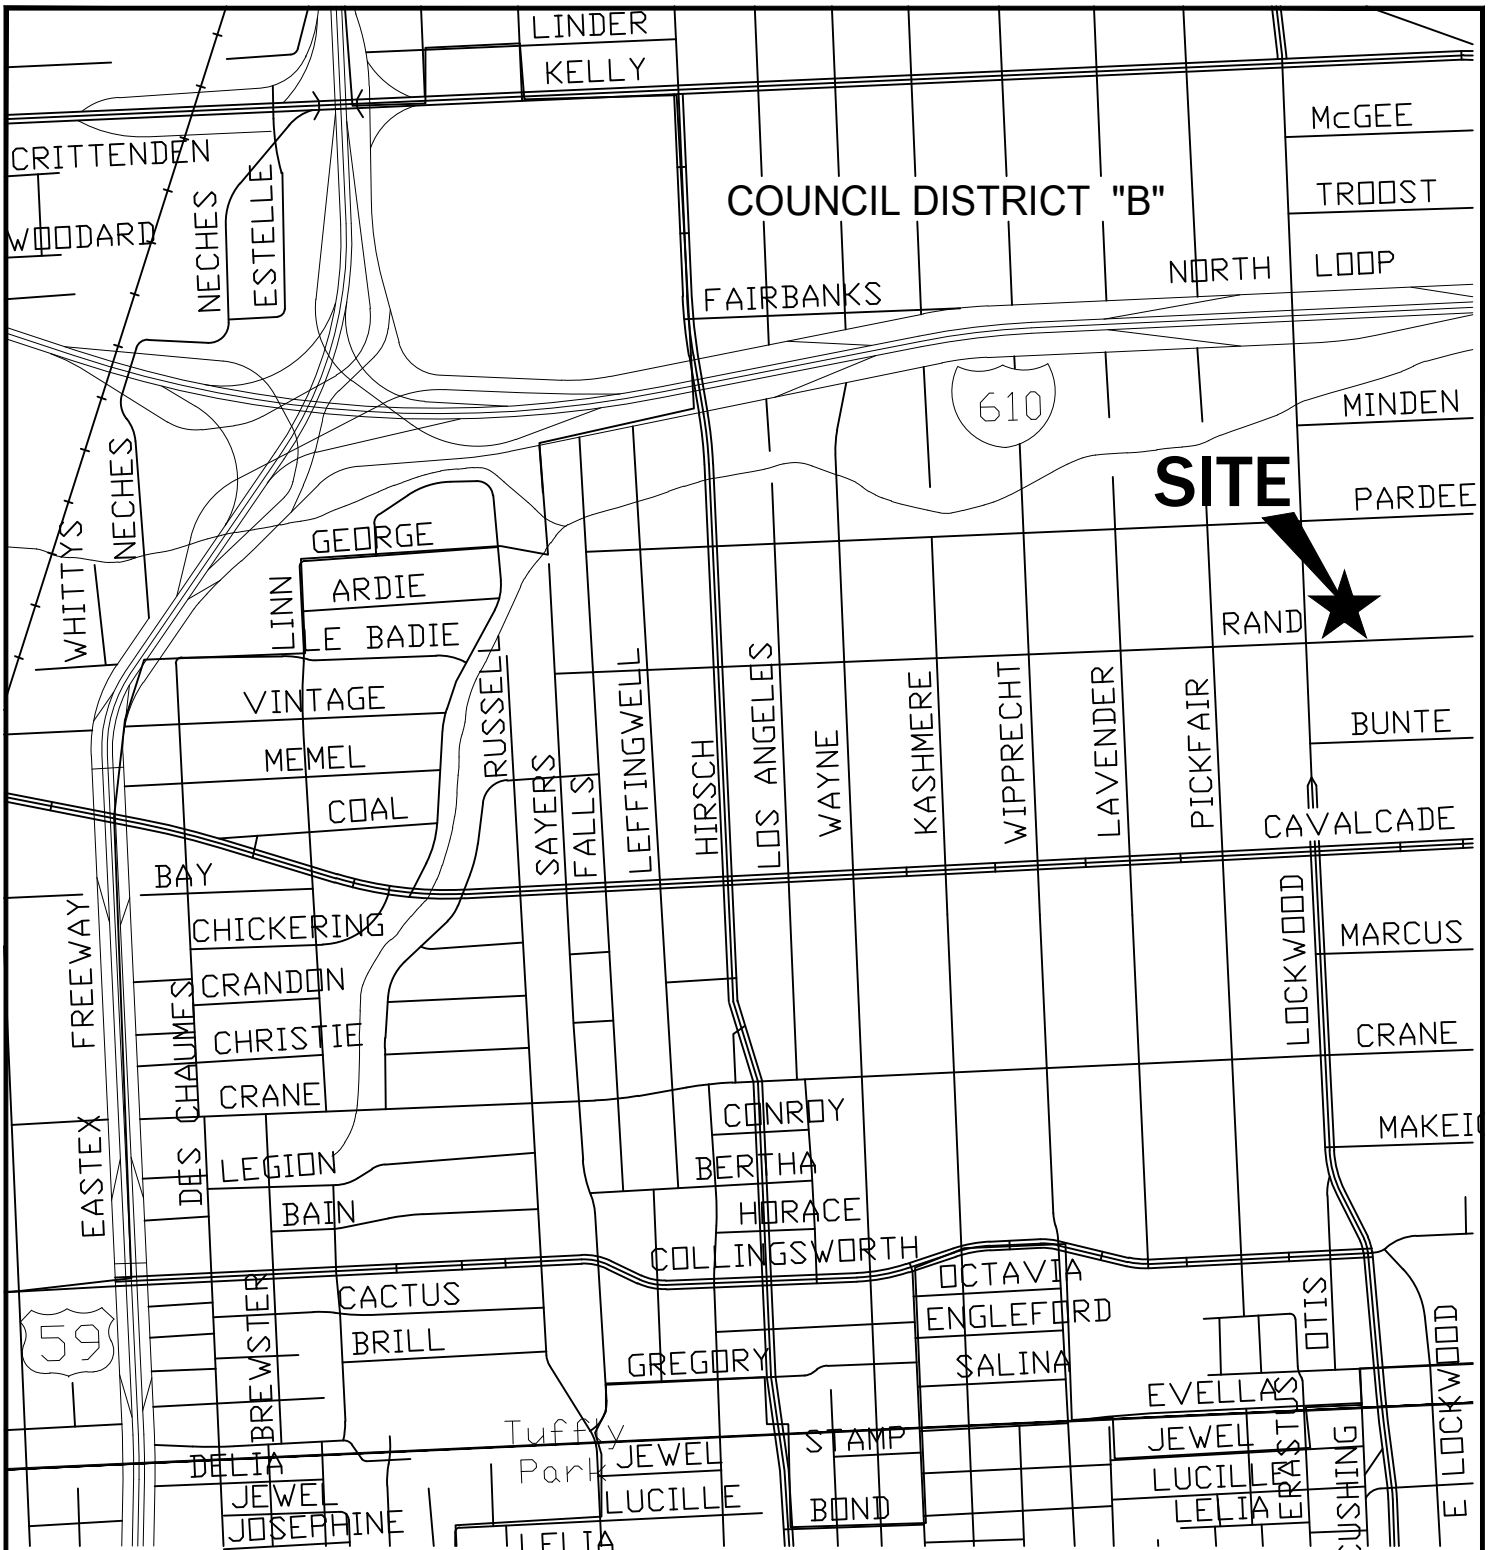 LINDER
KELLY
McGEE
CRITTENDEN
TROOST
COUNCIL DISTRICT "B"
WOODARD
NECHES
ESTELLE
NORTH LOOP
FAIRBANKS
610
MINDEN
SITE
PARDEE
NECHES
WHITTYS
GEORGE
LINN
ARDIE
RAND
LE BADIE
VINTAGE
RUSSELL
BUNTE
MEMEL
COAL
SAYERS
FALLS
LEFFINGWELL
HIRSCH
LOS ANGELES
WAYNE
KASHMERE
WIPPRECHT
LAVENDER
PICKFAIR
CAVALCADE
BAY
CHICKERING
FREEWAY
LOCKWOOD
MARCUS
CRANDON
DES CHAUMES
CHRISTIE
CRANE
CRANE
CONROY
MAKEI
EASTEX
LEGION
BERTHA
BAIN
HORACE
COLLINGSWORTH
OCTAVIA
CACTUS
ENGLEFORD
OTIS
59
BREWSTER
BRILL
GREGORY
SALINA
E LOCKWOOD
EVELLA
ERASTUS
Tuffly
Park
STAMP
JEWEL
CUSHING
DELIA
JEWEL
LUCILLE
JEWEL
LUCILLE
BOND
LELIA
JOSEPHINE
LELIA